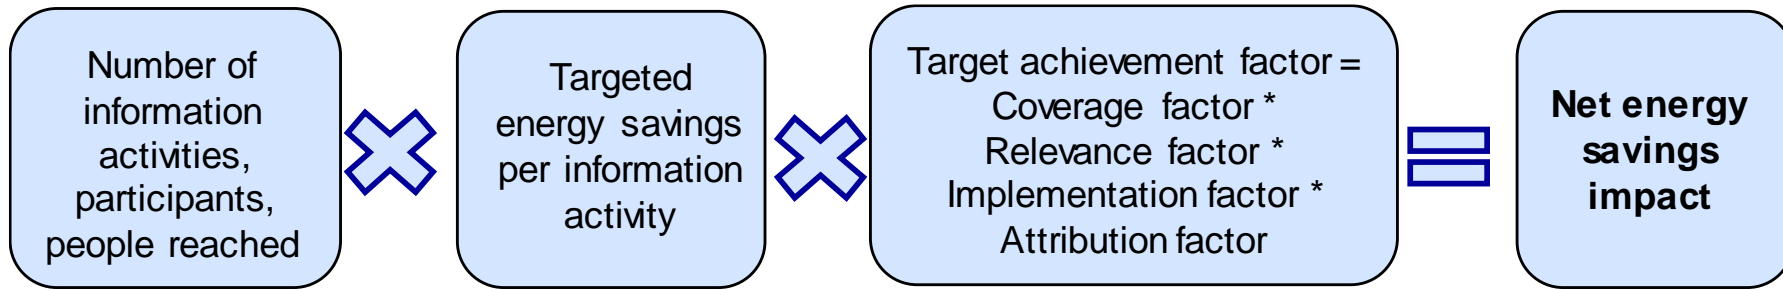 Number of
information
activities,
participants,
people reached
Targeted
energy savings
per information
activity
Target achievement factor =
Coverage factor *
Relevance factor *
Implementation factor *
Attribution factor
Net energy
savings
impact